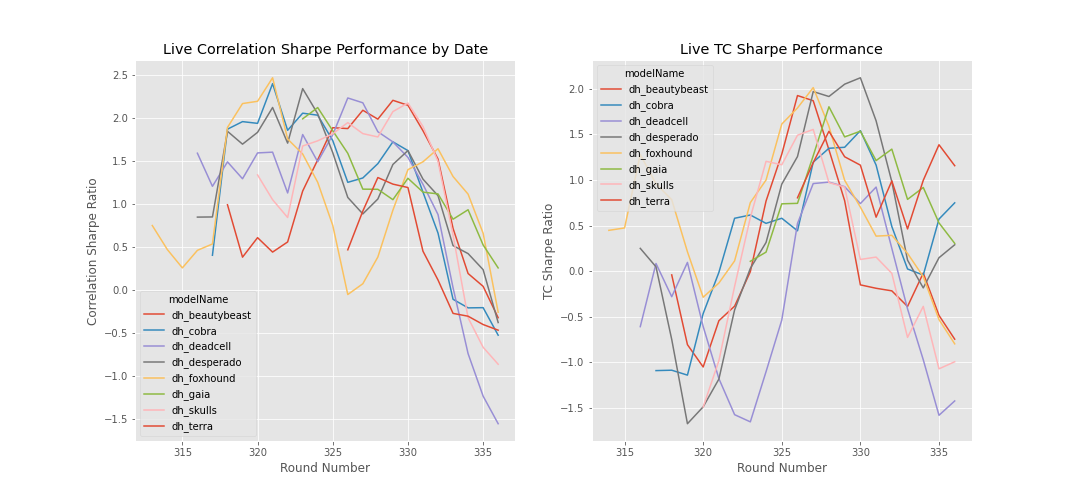 Live Correlation Sharpe Performance by Date
Correlation Sharpe Ratio
2.5
2.0
1.5
1.0
0.5
0.0
−0.5
−1.0
−1.5
modelName
dh_beautybeast
dh_cobra
dh_deadcell
dh_desperado
dh_foxhound
dh_gaia
dh_skulls
dh_terra
315
320
325
330
335
Round Number
Live TC Sharpe Performance
TC Sharpe Ratio
2.0
1.5
1.0
0.5
0.0
−0.5
−1.0
−1.5
modelName
dh_beautybeast
dh_cobra
dh_deadcell
dh_desperado
dh_foxhound
dh_gaia
dh_skulls
dh_terra
315
320
325
330
335
Round Number